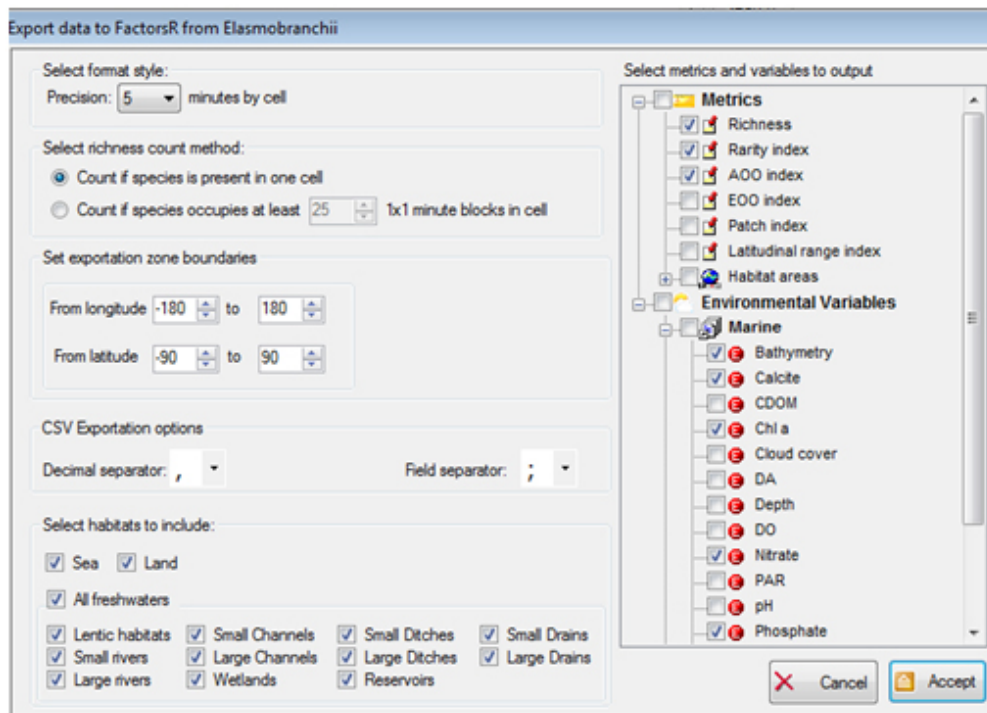 Export data to FactorsR from Elasmobranchii
Select format style:
Precision: 5 minutes by cell
Select richness count method:
Count if species is present in one cell
Count if species occupies at least 25 1x1 minute blocks in cell
Set exportation zone boundaries
From longitude -180 to 180
From latitude -90 to 90
CSV Exportation options
Decimal separator: , Field separator: ;
Select habitats to include:
Sea Land
All freshwaters
Lentic habitats Small Channels Small Ditches Small Drains
Small rivers Large Channels Large Ditches Large Drains
Large rivers Wetlands Reservoirs
Select metrics and variables to output
Metrics
Richness
Rarity index
AOO index
EOO index
Patch index
Latitudinal range index
Habitat areas
Environmental Variables
Marine
E Bathymetry
E Calcite
E CDOM
E Chl a
E Cloud cover
E DA
E Depth
E DO
E Nitrate
E PAR
E pH
E Phosphate
Cancel Accept